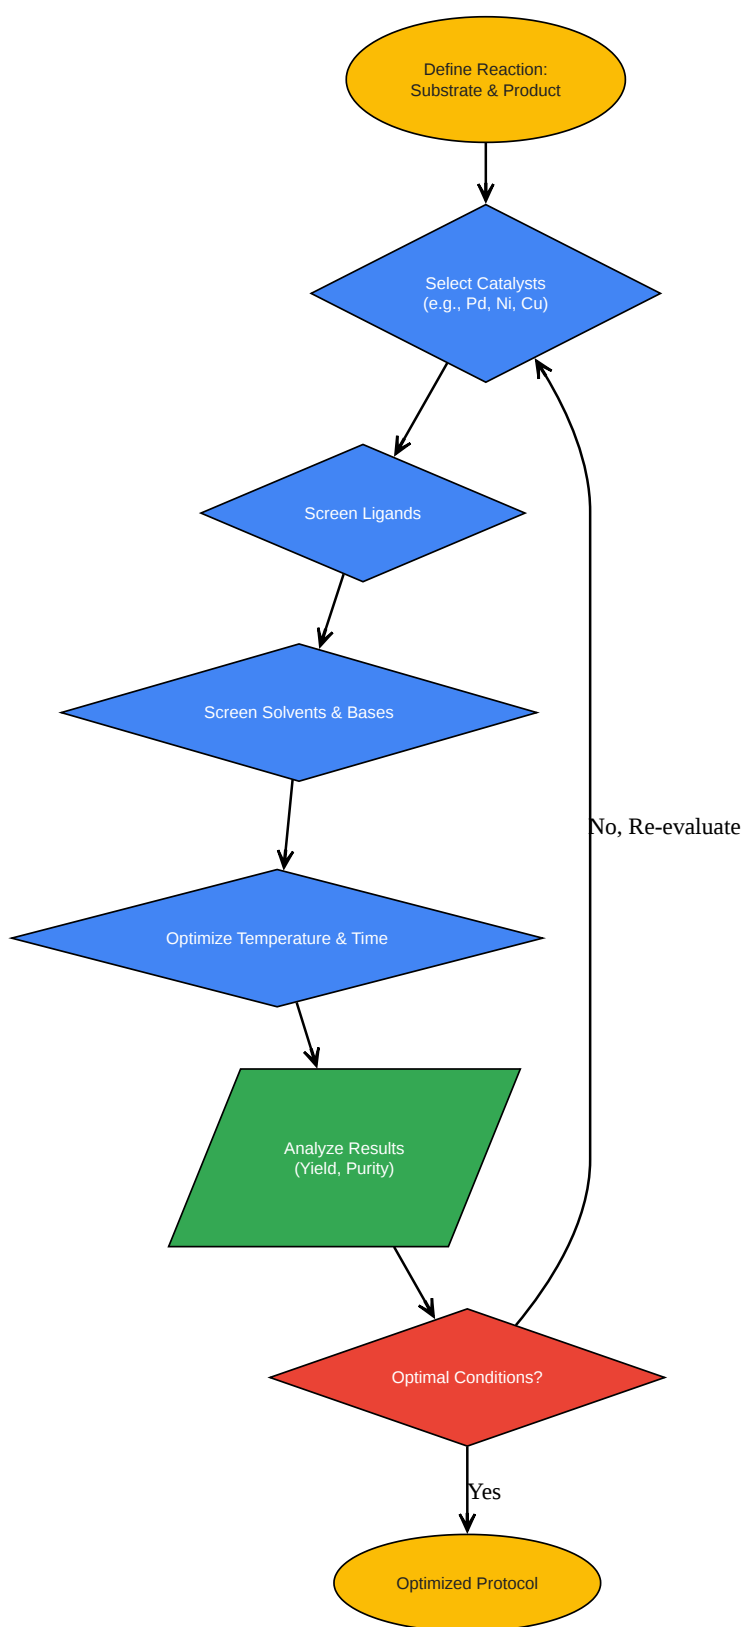 Define Reaction:
Substrate & Product
Select Catalysts
(e.g., Pd, Ni, Cu)
Screen Ligands
Screen Solvents & Bases
No, Re-evaluate
Optimize Temperature & Time
Analyze Results
(Yield, Purity)
Optimal Conditions?
Yes
Optimized Protocol